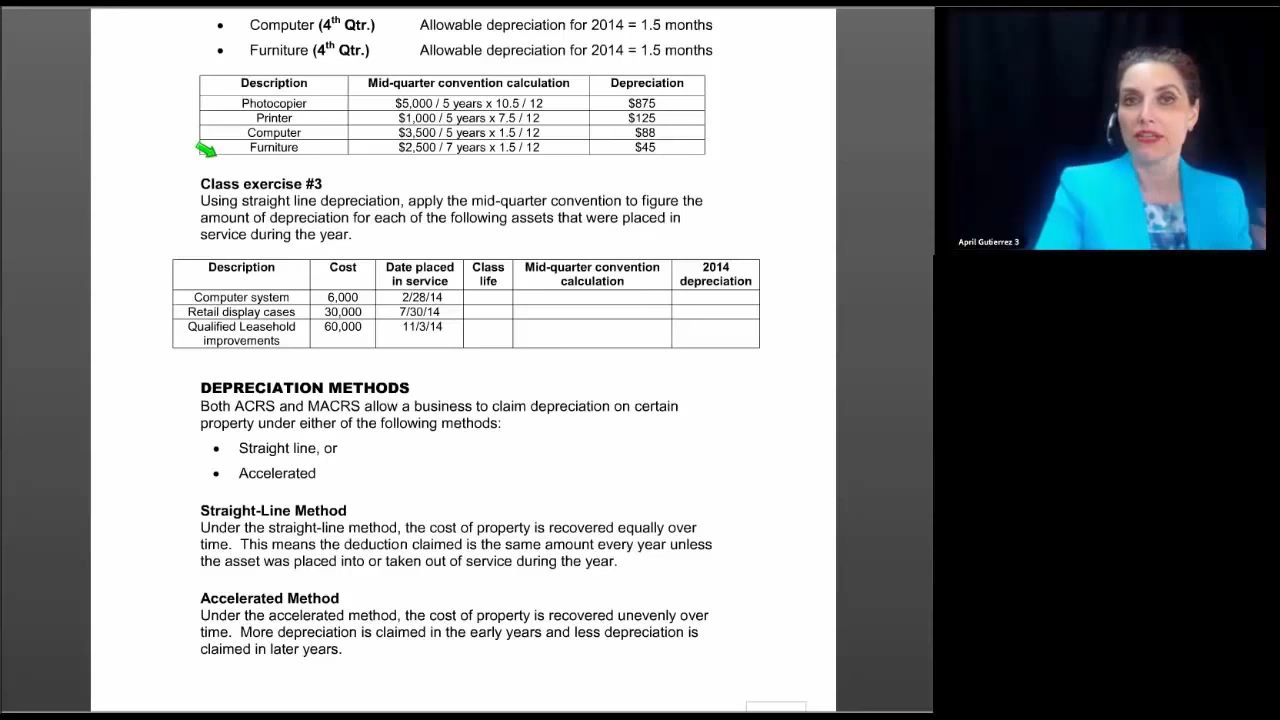 • Computer (4th Qtr.) Allowable depreciation for 2014 = 1.5 months
• Furniture (4th Qtr.) Allowable depreciation for 2014 = 1.5 months
Description Mid-quarter convention calculation Depreciation
Photocopier $5,000 / 5 years x 10.5 / 12 $875
Printer $1,000 / 5 years x 7.5 / 12 $125
Computer $3,500 / 5 years x 1.5 / 12 $88
Furniture $2,500 / 7 years x 1.5 / 12 $45
Class exercise #3
Using straight line depreciation, apply the mid-quarter convention to figure the
amount of depreciation for each of the following assets that were placed in
service during the year.
Description Cost Date placed in service Class life Mid-quarter convention calculation 2014 depreciation
Computer system 6,000 2/28/14
Retail display cases 30,000 7/30/14
Qualified Leasehold improvements 60,000 11/3/14
DEPRECIATION METHODS
Both ACRS and MACRS allow a business to claim depreciation on certain
property under either of the following methods:
• Straight line, or
• Accelerated
Straight-Line Method
Under the straight-line method, the cost of property is recovered equally over
time. This means the deduction claimed is the same amount every year unless
the asset was placed into or taken out of service during the year.
Accelerated Method
Under the accelerated method, the cost of property is recovered unevenly over
time. More depreciation is claimed in the early years and less depreciation is
claimed in later years.
April Gutierrez 3